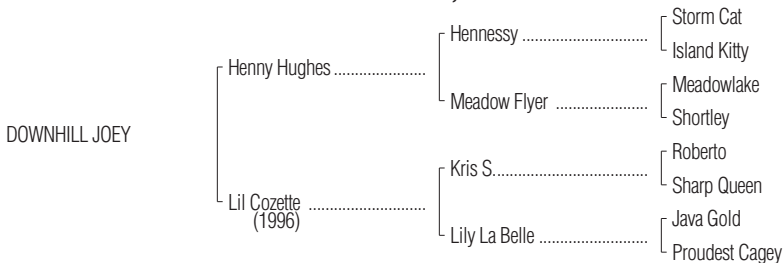 Storm Cat
Hennessy ..............................
Island Kitty
Henny Hughes ......................
Meadowlake
Meadow Flyer ......................
Shortley
DOWNHILL JOEY
Roberto
Kris S. ....................................
Sharp Queen
Lil Cozette ............................
(1996)
Java Gold
Lily La Belle ..........................
Proudest Cagey